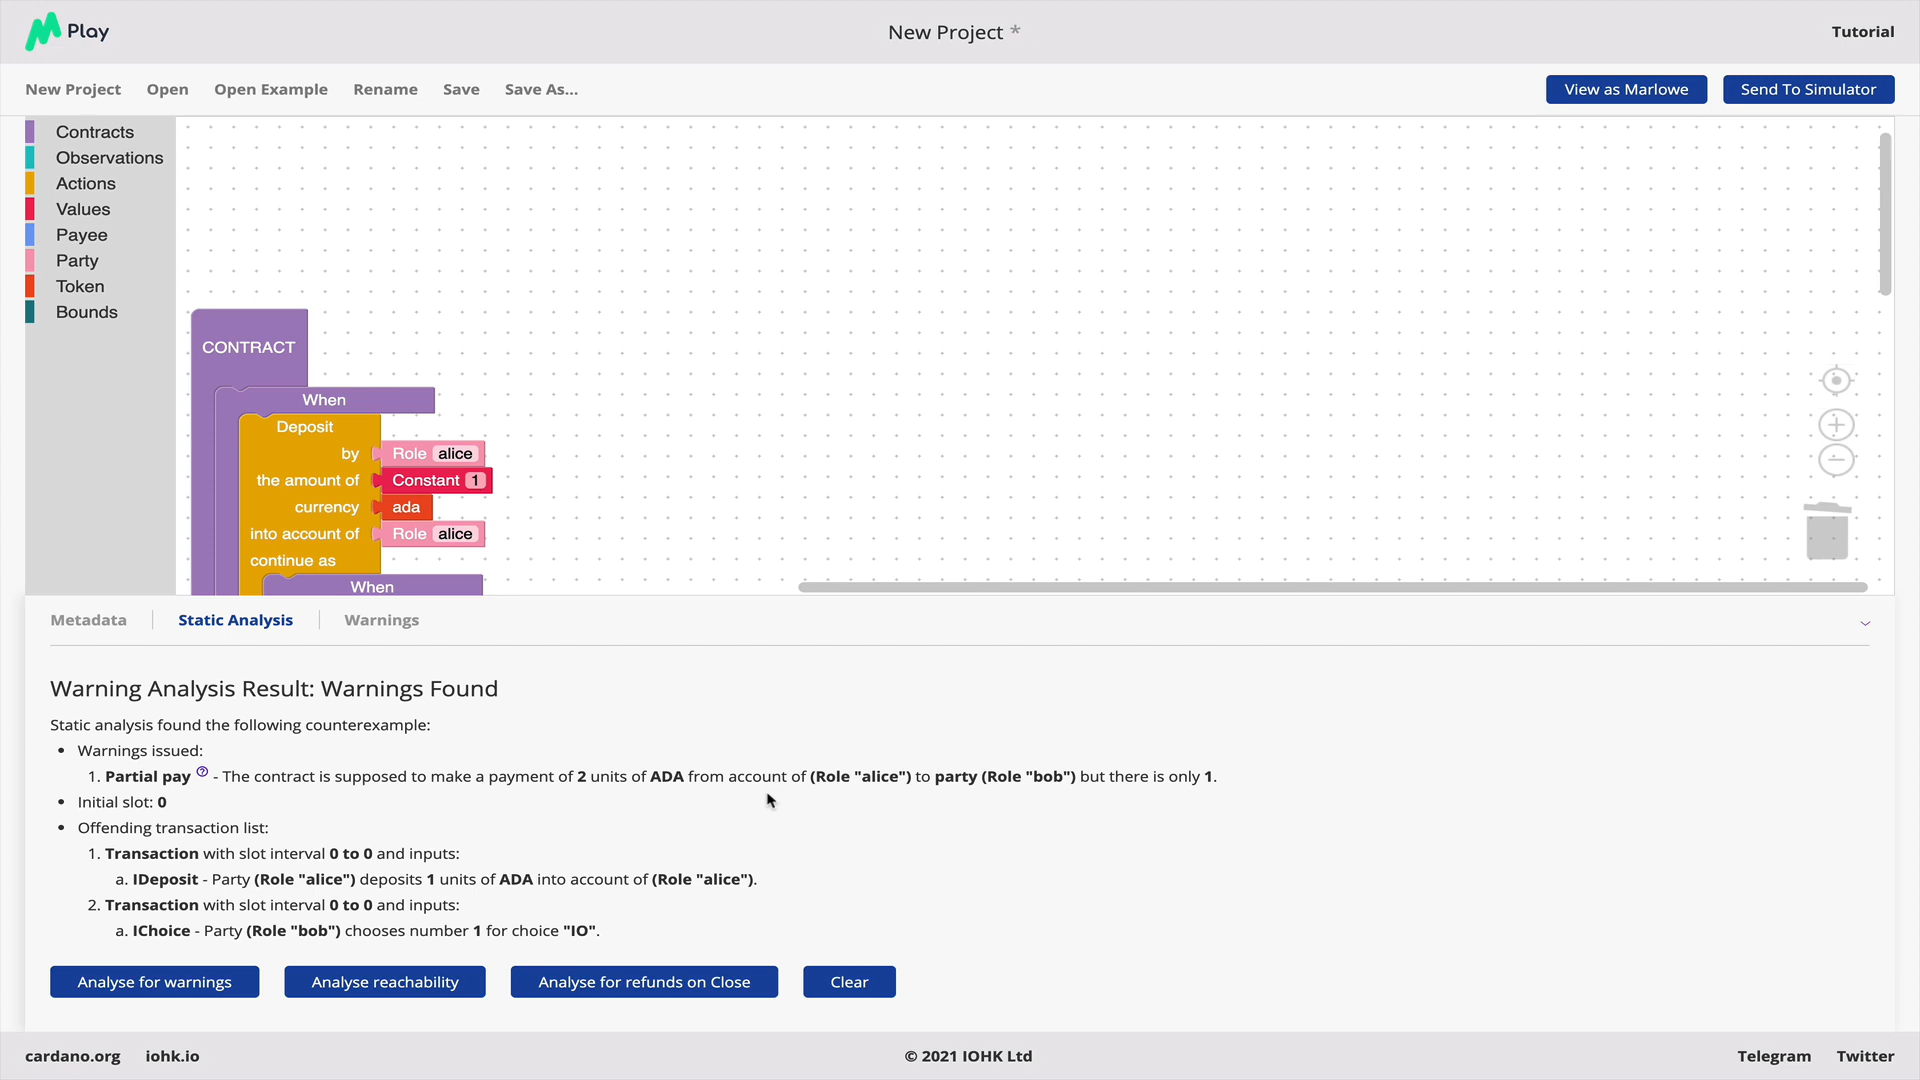 Play
New Project *
Tutorial
New Project Open Open Example Rename Save Save As...
View as Marlowe Send To Simulator
Contracts
Observations
Actions
Values
Payee
Party
Token
Bounds
CONTRACT
When
Deposit
by Role alice
the amount of Constant 1
currency ada
into account of Role alice
continue as
When
Metadata Static Analysis Warnings
Warning Analysis Result: Warnings Found
Static analysis found the following counterexample:
• Warnings issued:
1. Partial pay ? - The contract is supposed to make a payment of 2 units of ADA from account of (Role "alice") to party (Role "bob") but there is only 1.
• Initial slot: 0
• Offending transaction list:
1. Transaction with slot interval 0 to 0 and inputs:
a. IDeposit - Party (Role "alice") deposits 1 units of ADA into account of (Role "alice").
2. Transaction with slot interval 0 to 0 and inputs:
a. IChoice - Party (Role "bob") chooses number 1 for choice "IO".
Analyse for warnings Analyse reachability Analyse for refunds on Close Clear
cardano.org iohk.io © 2021 IOHK Ltd Telegram Twitter